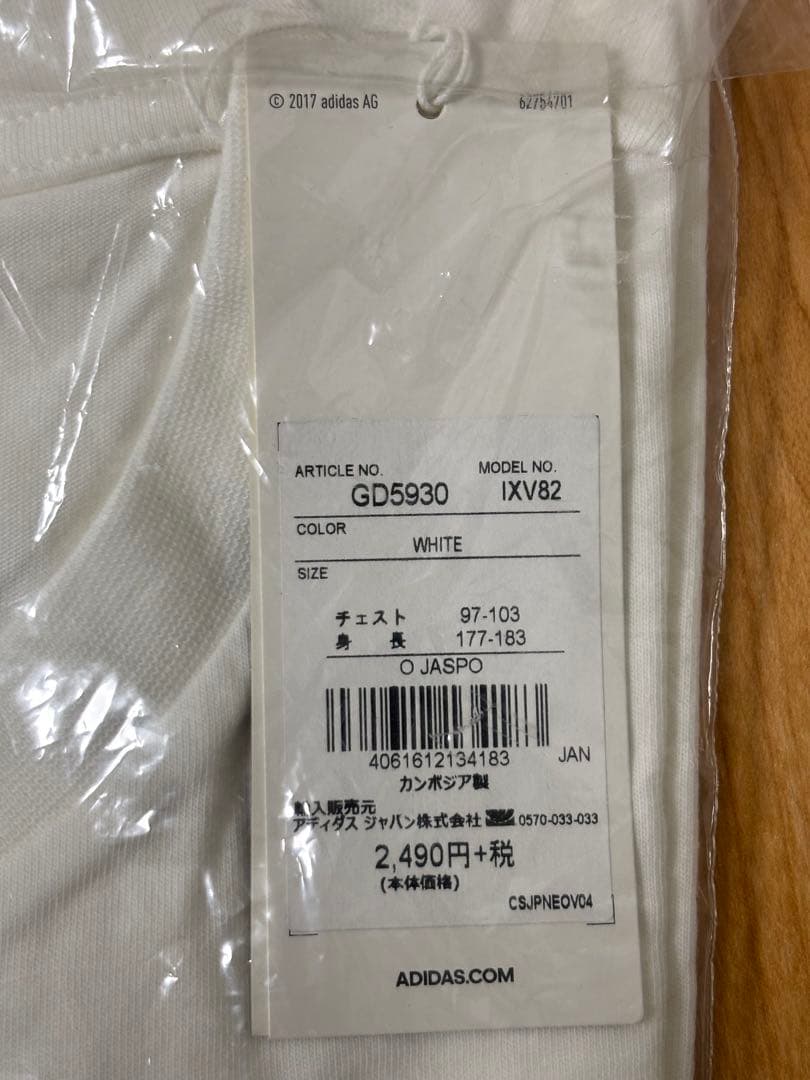 © 2017 adidas AG
62754701
ARTICLE NO. MODEL NO.
GD5930 IXV82
COLOR
WHITE
SIZE
チェスト 97-103
身 長 177-183
O JASPO
4061612134183 JAN
カンボジア製
輸入販売元
アディダス ジャパン株式会社 0570-033-033
2,490円+税
(本体価格)
CSJPNEOV04
ADIDAS.COM